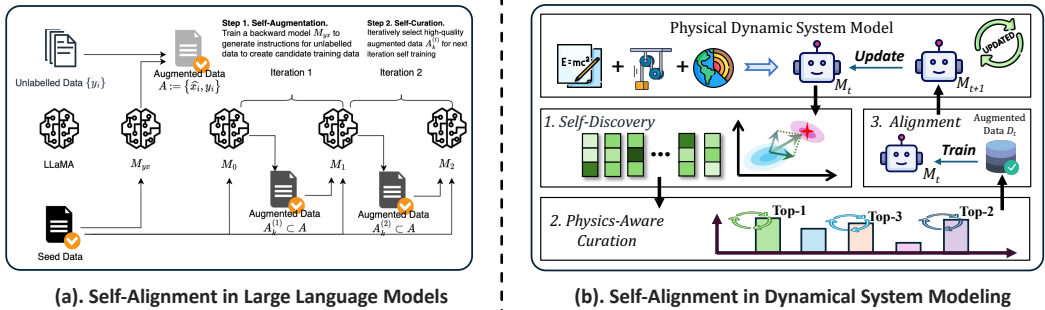 Step 1. Self-Augmentation.
Train a backward model M_yx to
generate instructions for unlabelled
data to create candidate training data
Step 2. Self-Curation.
Iteratively select high-quality
augmented data A_k^(t) for next
iteration self training
Iteration 1
Iteration 2
Unlabelled Data {y_i}
Augmented Data
A := {x̂_i, y_i}
LLaMA
M_yx
M_0
M_1
M_2
Augmented Data
A_k^(1) ⊂ A
Augmented Data
A_k^(2) ⊂ A
Seed Data
(a). Self-Alignment in Large Language Models
Physical Dynamic System Model
E=mc²
+
+
M_t
Update
M_t+1
UPDATED
1. Self-Discovery
3. Alignment
Augmented
Data D_t
Train
M_t
2. Physics-Aware
Curation
Top-1
Top-3
Top-2
(b). Self-Alignment in Dynamical System Modeling